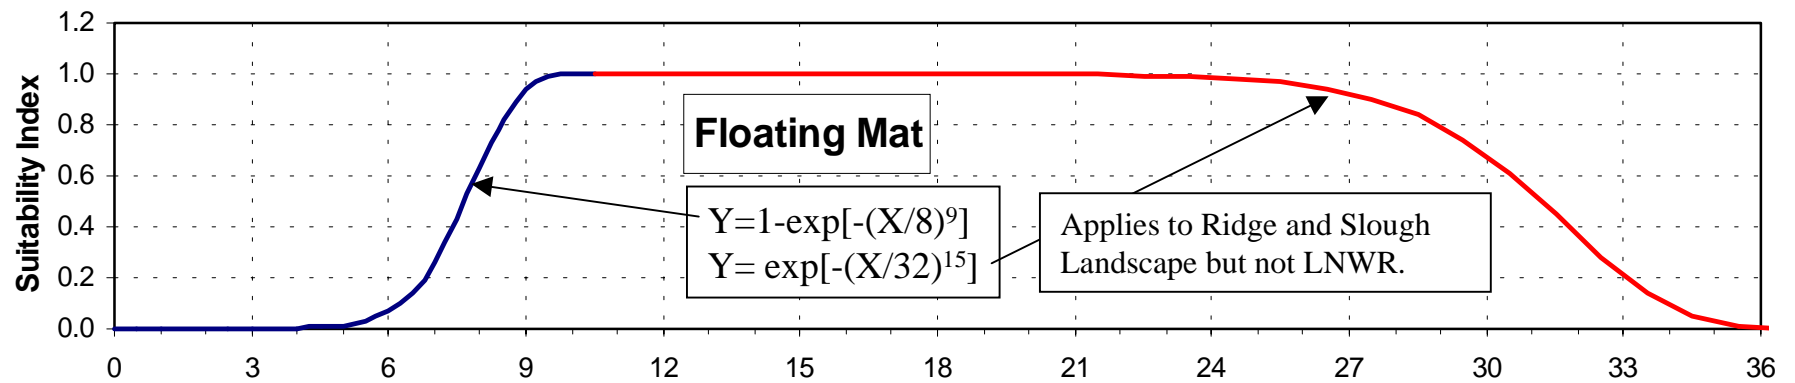 1.2
1.0
0.8
0.6
0.4
0.2
0.0
Suitability Index
Floating Mat
Y=1-exp[-(X/8)⁹]
Y= exp[-(X/32)¹⁵]
Applies to Ridge and Slough
Landscape but not LNWR.
0 3 6 9 12 15 18 21 24 27 30 33 36